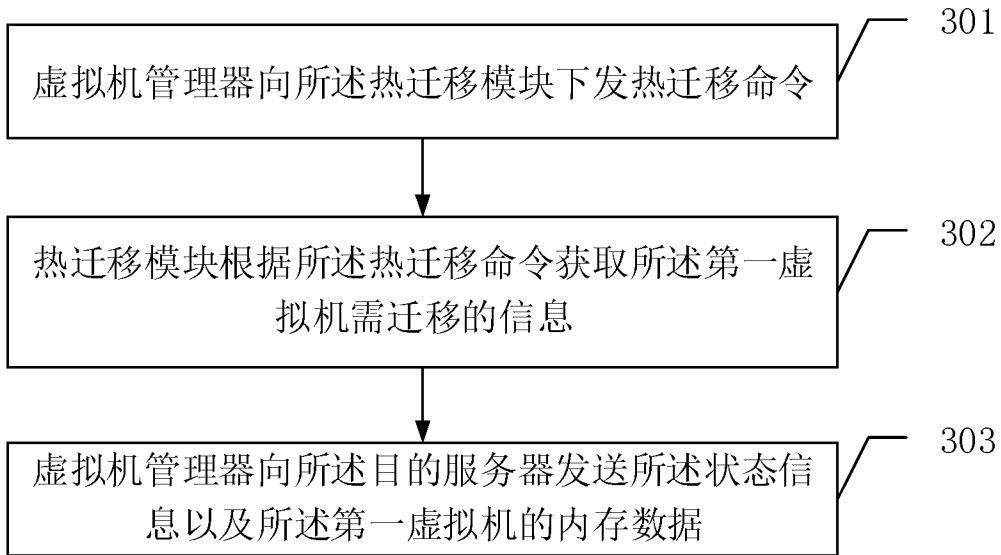 301
虚拟机管理器向所述热迁移模块下发热迁移命令
302
热迁移模块根据所述热迁移命令获取所述第一虚
拟机需迁移的信息
303
虚拟机管理器向所述目的服务器发送所述状态信
息以及所述第一虚拟机的内存数据